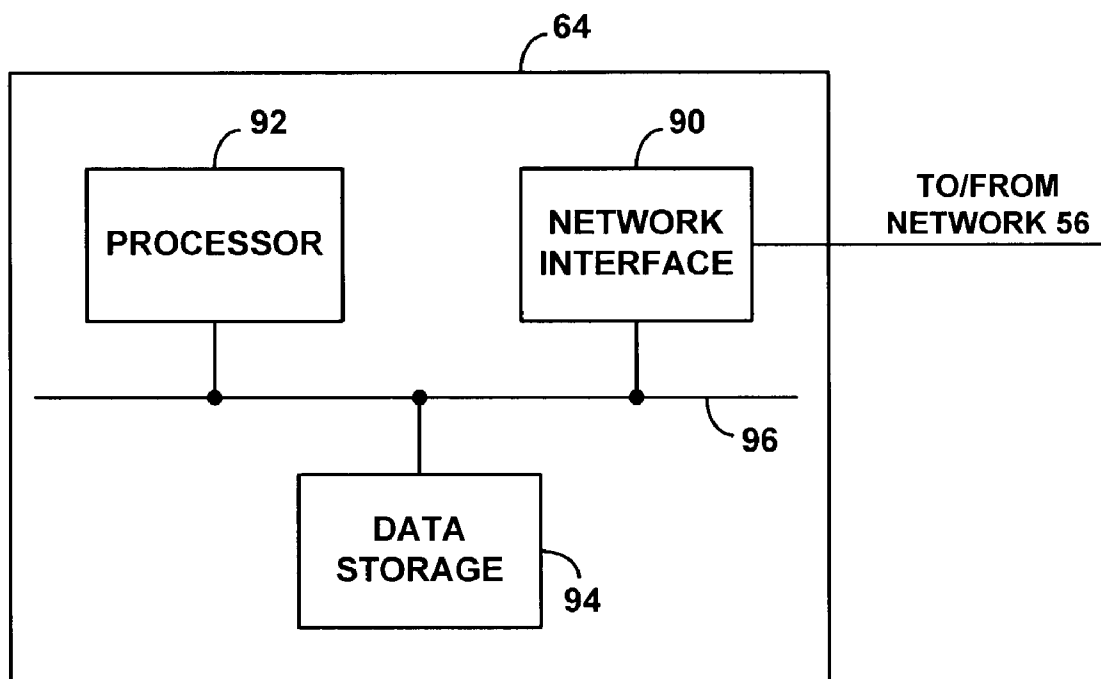 64
92
90
PROCESSOR
NETWORK
INTERFACE
TO/FROM
NETWORK 56
96
DATA
STORAGE
94